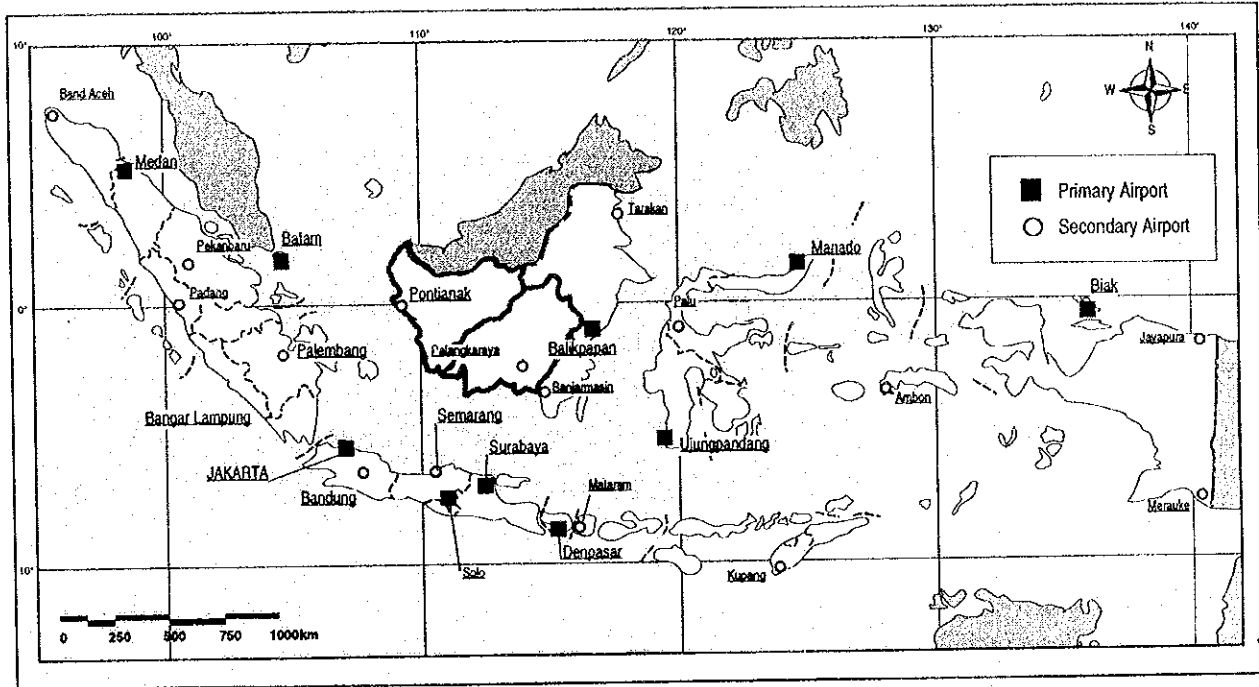 100°
110°
120°
130°
140°
10°
N
W
E
S
Band Aceh
Medan
Primary Airport
Secondary Airport
Tarakan
Pekanbaru
Batam
Manado
Biak
Padang
Pontianak
0°
Palu
Palembang
Palangkaraya
Balikpapan
Jayapura
Banjarmasin
Ambon
Bangar Lampung
Semarang
Surabaya
Ujungpandang
JAKARTA
Bandung
Mataram
Merauke
Denpasar
Solo
Kupang
10°
0 250 500 750 1000km